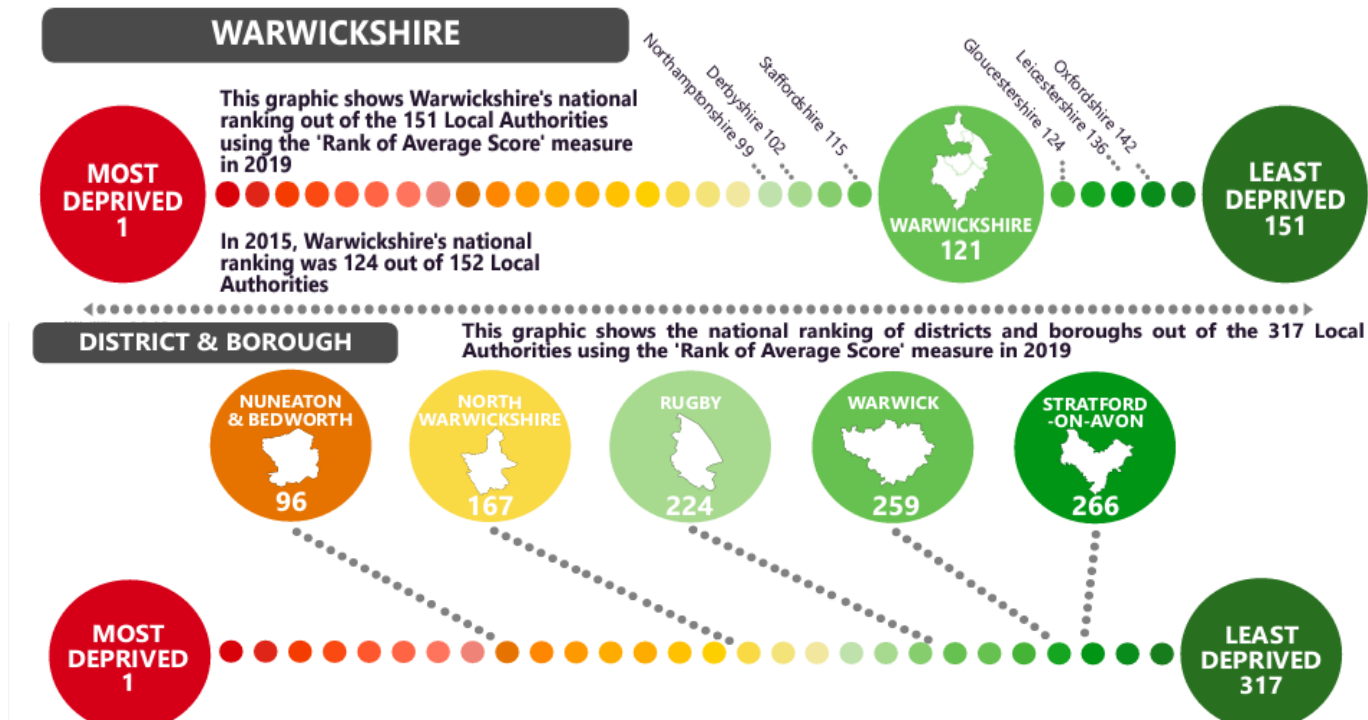 WARWICKSHIRE
This graphic shows Warwickshire's national
ranking out of the 151 Local Authorities
using the 'Rank of Average Score' measure
in 2019
Northamptonshire 99
Derbyshire 102
Staffordshire 115
Gloucestershire 124
Leicestershire 136
Oxfordshire 142
MOST
DEPRIVED
1
WARWICKSHIRE
121
LEAST
DEPRIVED
151
In 2015, Warwickshire's national
ranking was 124 out of 152 Local
Authorities
DISTRICT & BOROUGH
This graphic shows the national ranking of districts and boroughs out of the 317 Local
Authorities using the 'Rank of Average Score' measure in 2019
NUNEATON
& BEDWORTH
96
NORTH
WARWICKSHIRE
167
RUGBY
224
WARWICK
259
STRATFORD
-ON-AVON
266
MOST
DEPRIVED
1
LEAST
DEPRIVED
317